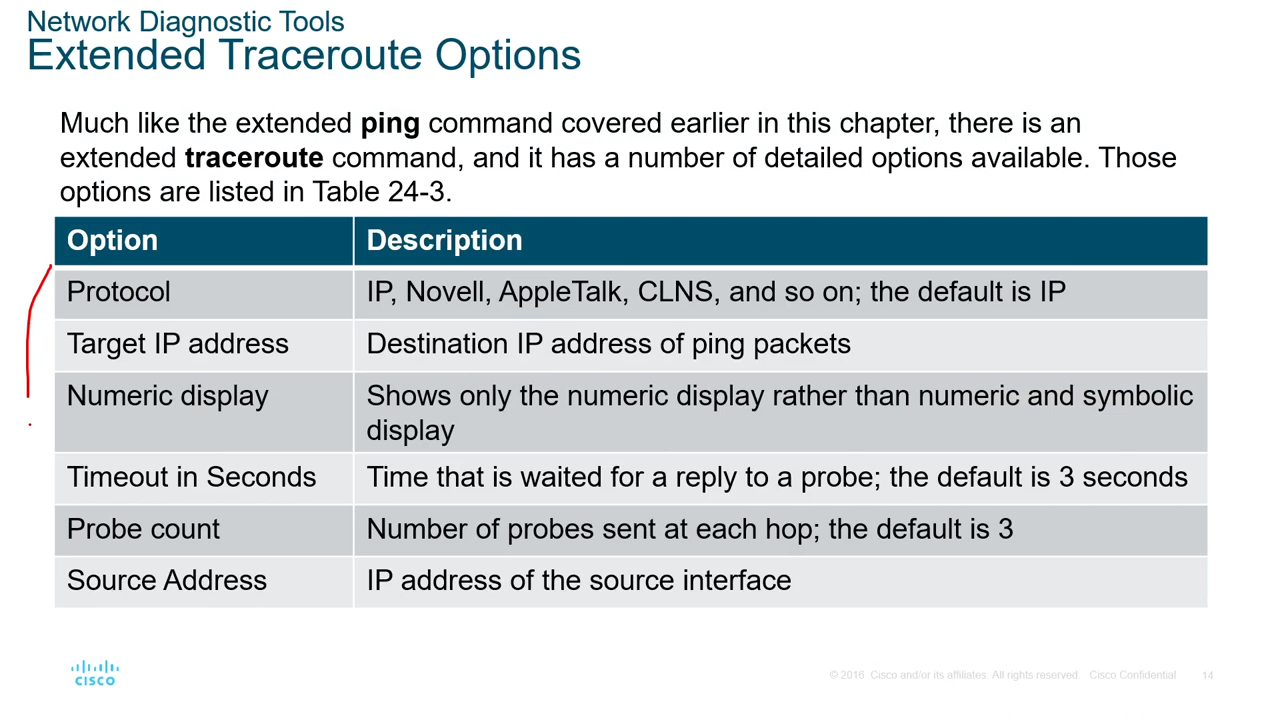 Network Diagnostic Tools
Extended Traceroute Options
Much like the extended ping command covered earlier in this chapter, there is an
extended traceroute command, and it has a number of detailed options available. Those
options are listed in Table 24-3.
Option Description
Protocol IP, Novell, AppleTalk, CLNS, and so on; the default is IP
Target IP address Destination IP address of ping packets
Numeric display Shows only the numeric display rather than numeric and symbolic
display
Timeout in Seconds Time that is waited for a reply to a probe; the default is 3 seconds
Probe count Number of probes sent at each hop; the default is 3
Source Address IP address of the source interface
CISCO © 2016 Cisco and/or its affiliates. All rights reserved. Cisco Confidential 14